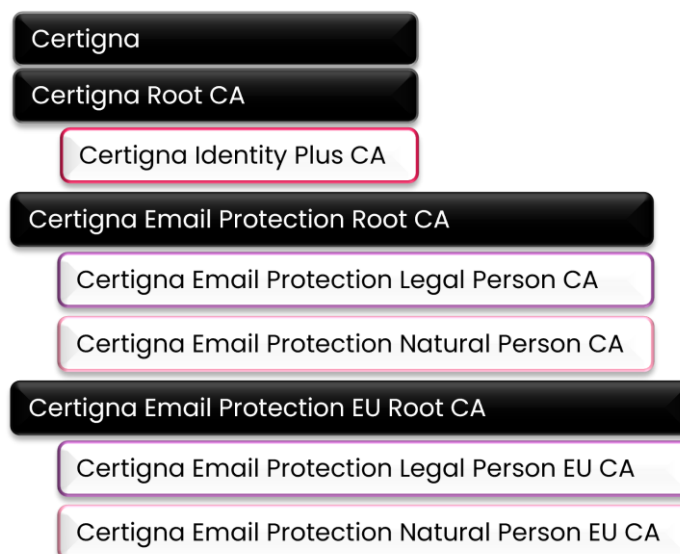 Certigna
Certigna Root CA
Certigna Identity Plus CA
Certigna Email Protection Root CA
Certigna Email Protection Legal Person CA
Certigna Email Protection Natural Person CA
Certigna Email Protection EU Root CA
Certigna Email Protection Legal Person EU CA
Certigna Email Protection Natural Person EU CA